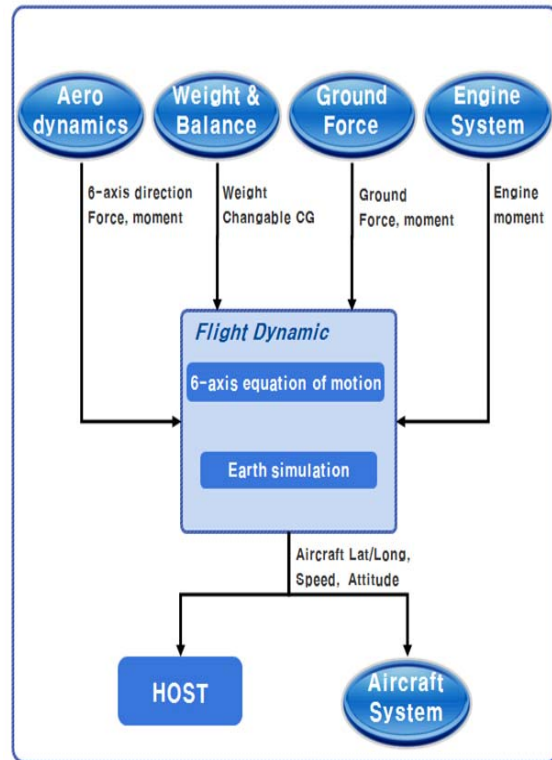 Aero
dynamics
Weight &
Balance
Ground
Force
Engine
System
6-axis direction
Force, moment
Weight
Changable CG
Ground
Force, moment
Engine
moment
Flight Dynamic
6-axis equation of motion
Earth simulation
Aircraft Lat/Long,
Speed, Attitude
HOST
Aircraft
System